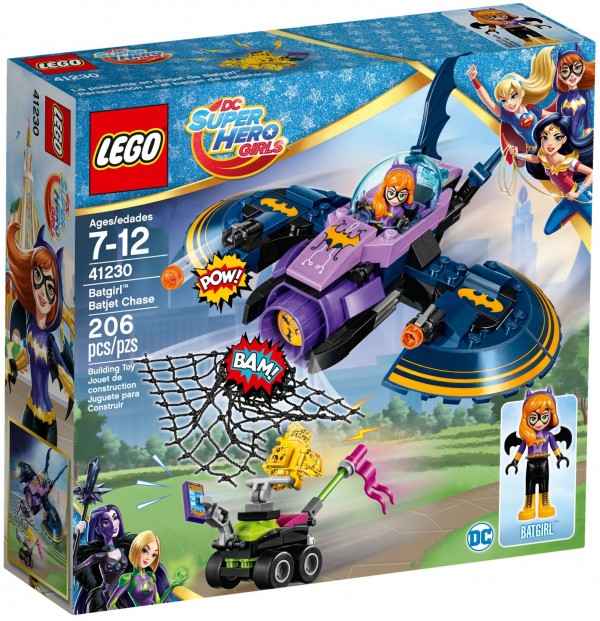 41230
LEGO
DC
SUPER
HERO
GIRLS
41230
LEGO
Ages/edades
7-12
41230
Batgirl™
Batjet Chase
206
pcs/pzs
Building Toy
Jouet de
construction
Juguete para
Construir
POW!
BAM!
DC
BATGIRL™